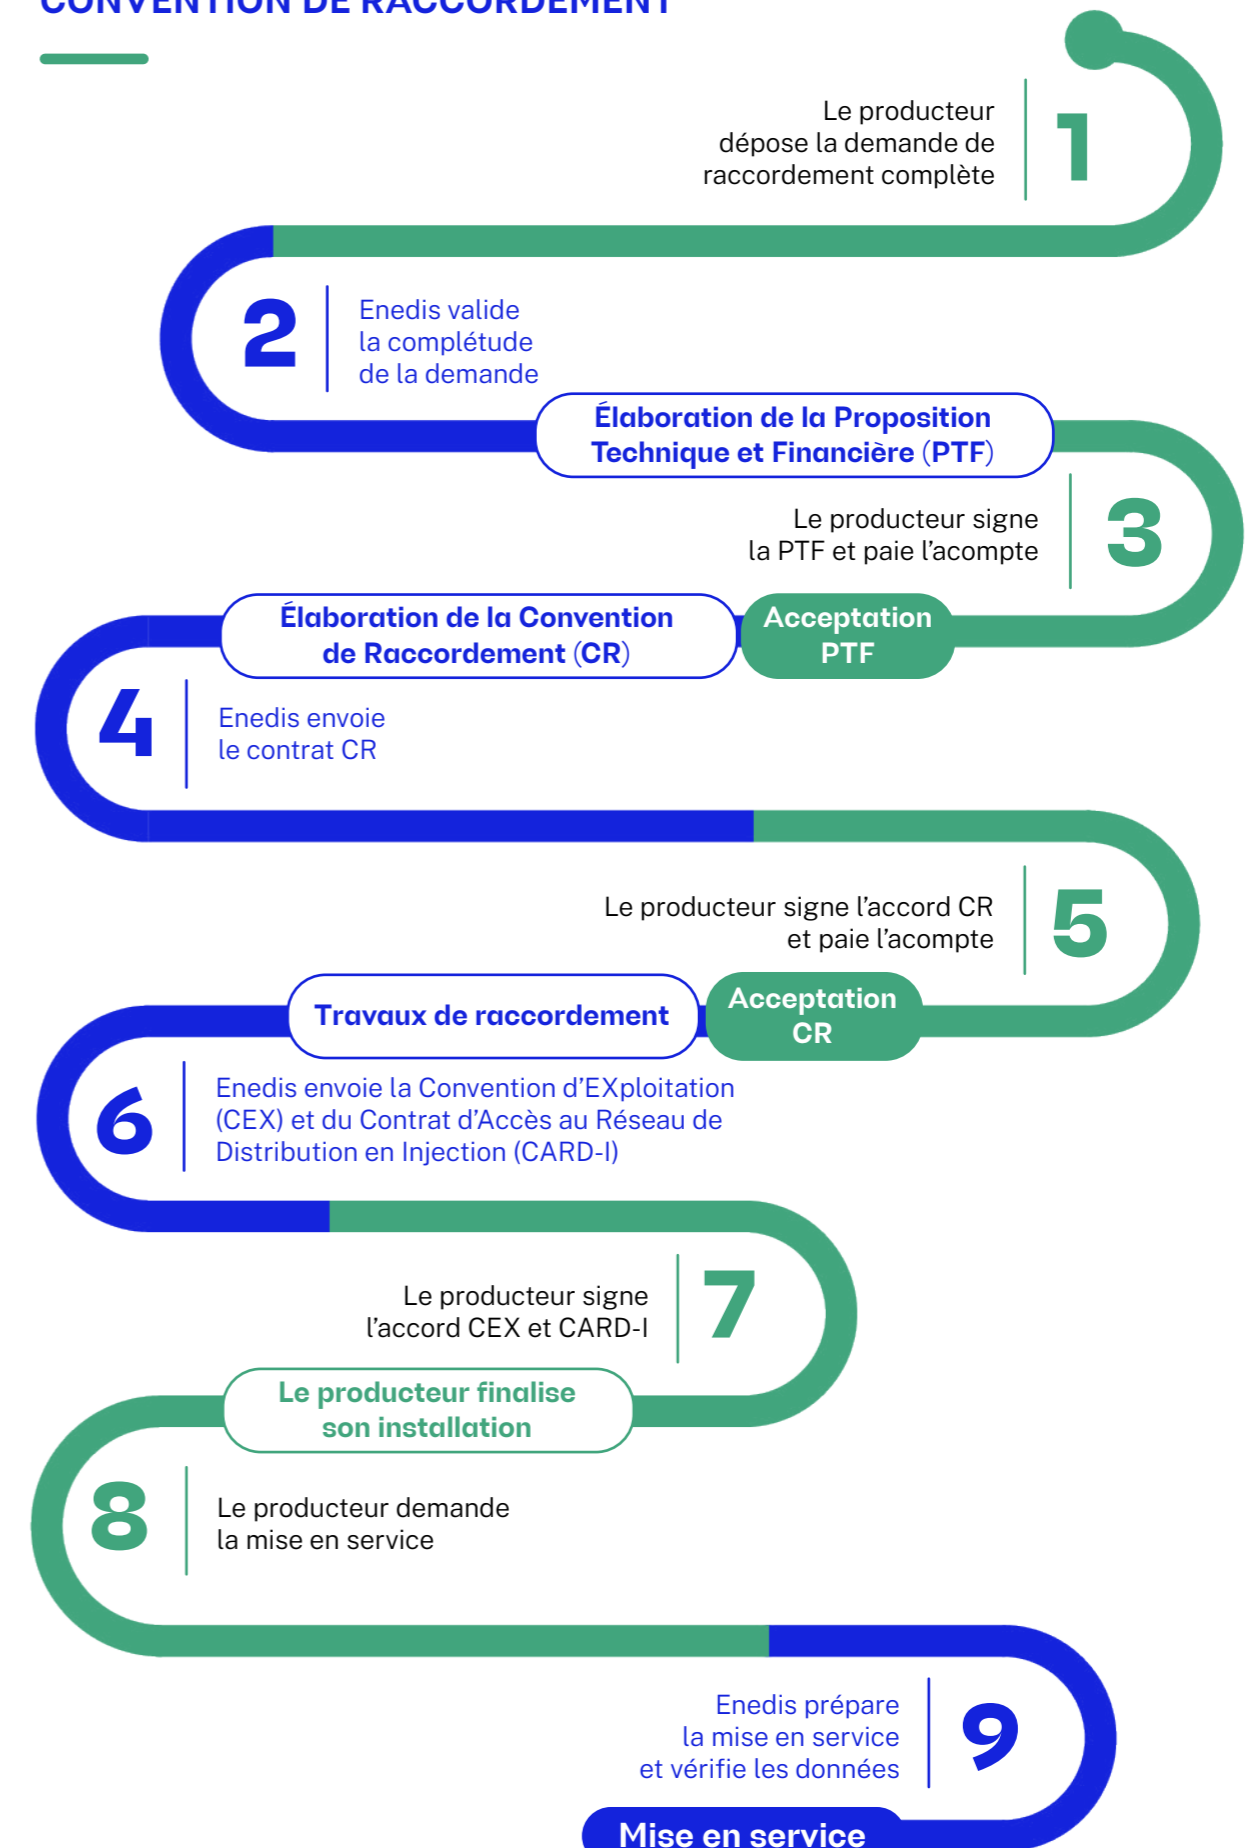 CONVENTION DE RACCORDEMENT
Le producteur
dépose la demande de
raccordement complète
1
2
Enedis valide
la complétude
de la demande
Élaboration de la Proposition
Technique et Financière (PTF)
Le producteur signe
la PTF et paie l’acompte
3
Élaboration de la Convention
de Raccordement (CR)
Acceptation
PTF
4
Enedis envoie
le contrat CR
Le producteur signe l’accord CR
et paie l’acompte
5
Travaux de raccordement
Acceptation
CR
6
Enedis envoie la Convention d’EXploitation
(CEX) et du Contrat d’Accès au Réseau de
Distribution en Injection (CARD-I)
Le producteur signe
l’accord CEX et CARD-I
7
Le producteur finalise
son installation
8
Le producteur demande
la mise en service
Enedis prépare
la mise en service
et vérifie les données
9
Mise en service